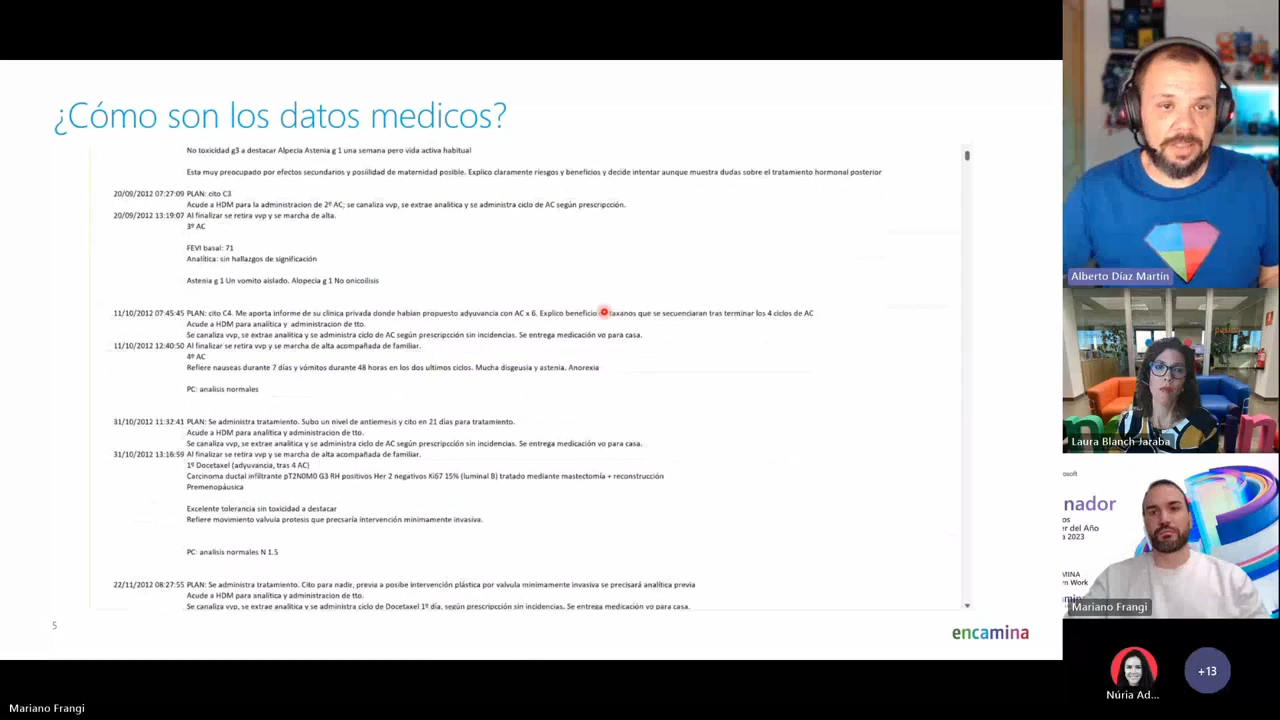 ¿Cómo son los datos medicos?
No toxicidad g3 a destacar Alpecia Astenia g 1 una semana pero vida activa habitual
Esta muy preocupado por efectos secundarios y posiilidad de maternidad posible. Explico claramente riesgos y beneficios y decide intentar aunque muestra dudas sobre el tratamiento hormonal posterior
20/09/2012 07:27:09 PLAN: cito C3
Acude a HDM para la administracion de 2º AC; se canaliza vvp, se extrae analitica y se administra ciclo de AC según prescripcción.
20/09/2012 13:19:07 Al finalizar se retira vvp y se marcha de alta.
3º AC
FEVI basal: 71
Analítica: sin hallazgos de significación
Astenia g 1 Un vomito aislado. Alopecia g 1 No onicolisis
11/10/2012 07:45:45 PLAN: cito C4. Me aporta informe de su clinica privada donde habian propuesto adyuvancia con AC x 6. Explico beneficio taxanos que se secuenciaran tras terminar los 4 ciclos de AC
Acude a HDM para analitica y administracion de tto.
Se canaliza vvp, se extrae analitica y se administra ciclo de AC según prescripcción sin incidencias. Se entrega medicación vo para casa.
11/10/2012 12:40:50 Al finalizar se retira vvp y se marcha de alta acompañada de familiar.
4º AC
Refiere nauseas durante 7 días y vómitos durante 48 horas en los dos ultimos ciclos. Mucha disgeusia y astenia. Anorexia
PC: analisis normales
31/10/2012 11:32:41 PLAN: Se administra tratamiento. Subo un nivel de antiemesis y cito en 21 dias para tratamiento.
Acude a HDM para analitica y administracion de tto.
Se canaliza vvp, se extrae analitica y se administra ciclo de AC según prescripcción sin incidencias. Se entrega medicación vo para casa.
31/10/2012 13:16:59 Al finalizar se retira vvp y se marcha de alta acompañada de familiar.
1º Docetaxel (adyuvancia, tras 4 AC)
Carcinoma ductal infiltrante pT2N0M0 G3 RH positivos Her 2 negativos Ki67 15% (luminal B) tratado mediante mastectomía + reconstrucción
Premenopáusica
Excelente tolerancia sin toxicidad a destacar
Refiere movimiento valvula protesis que precsaría intervención minimamente invasiva.
PC: analisis normales N 1.5
22/11/2012 08:27:55 PLAN: Se administra tratamiento. Cito para nadir, previa a posibe intervención plástica por valvula minimamente invasiva se precisará analítica previa
Acude a HDM para analitica y administracion de tto.
Se canaliza vvp, se extrae analitica y se administra ciclo de Docetaxel 1º día, según prescripcción sin incidencias. Se entrega medicación vo para casa.
5
encamina
Alberto Díaz Martín
Laura Blanch Jaraba
Mariano Frangi
Núria Ad...
+13
Mariano Frangi